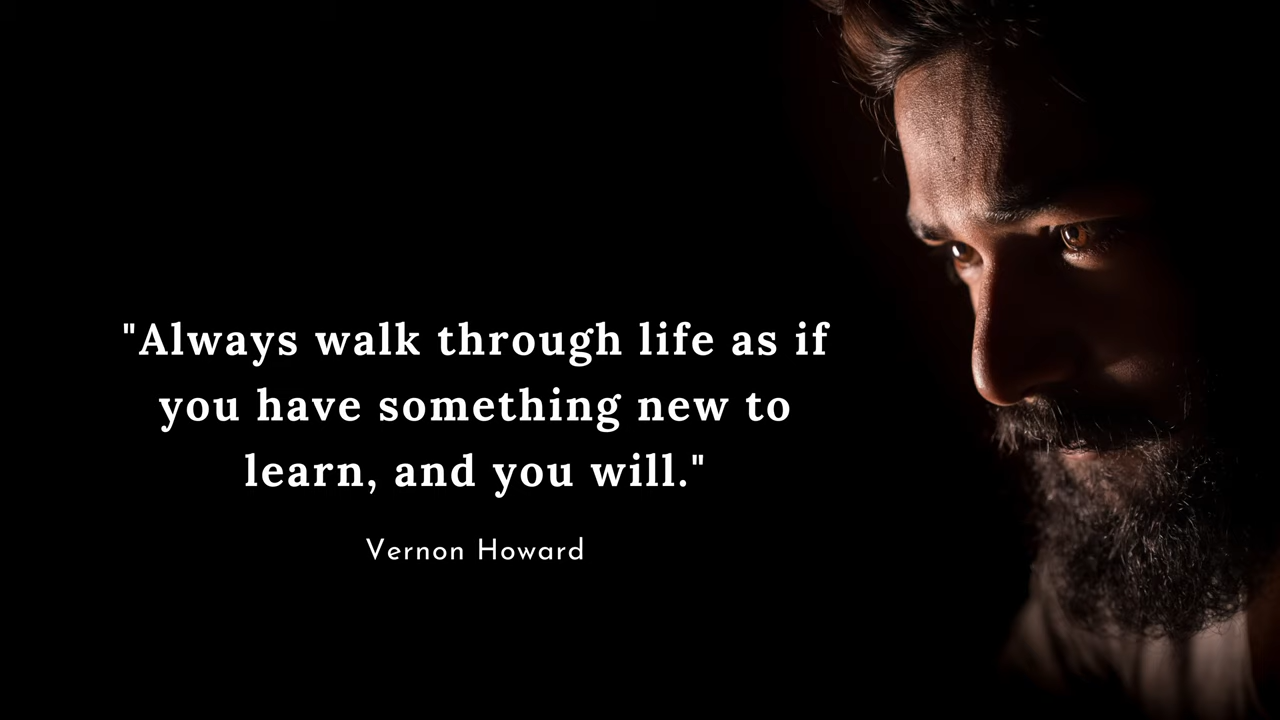 "Always walk through life as if
you have something new to
learn, and you will."
Vernon Howard